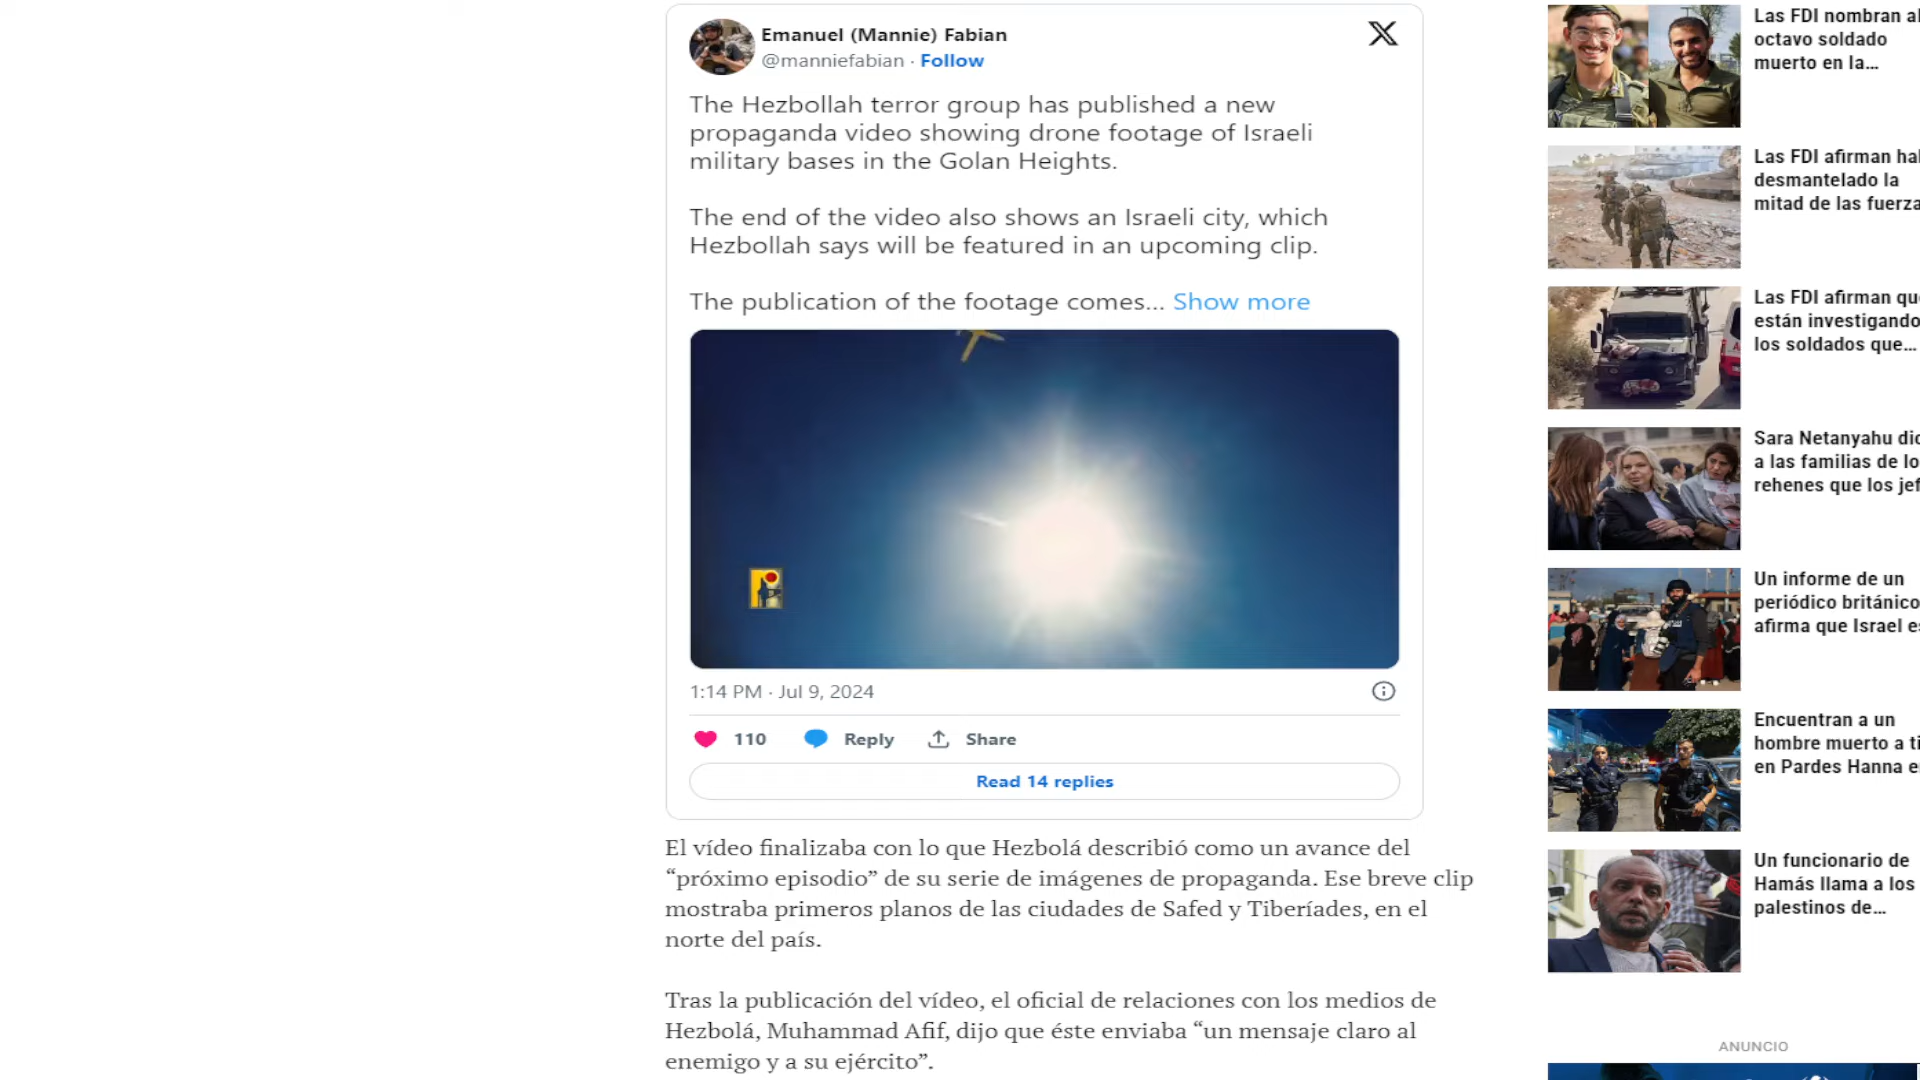 Emanuel (Mannie) Fabian
@manniefabian · Follow
The Hezbollah terror group has published a new
propaganda video showing drone footage of Israeli
military bases in the Golan Heights.
The end of the video also shows an Israeli city, which
Hezbollah says will be featured in an upcoming clip.
The publication of the footage comes... Show more
1:14 PM · Jul 9, 2024
110 Reply Share
Read 14 replies
El vídeo finalizaba con lo que Hezbolá describió como un avance del
“próximo episodio” de su serie de imágenes de propaganda. Ese breve clip
mostraba primeros planos de las ciudades de Safed y Tiberíades, en el
norte del país.
Tras la publicación del vídeo, el oficial de relaciones con los medios de
Hezbolá, Muhammad Afif, dijo que éste enviaba “un mensaje claro al
enemigo y a su ejército”.
Las FDI nombran al
octavo soldado
muerto en la...
Las FDI afirman
desmantelado la
mitad de las
Las FDI afirman
están investigando
los soldados que...
Sara Netanyahu
a las familias de
rehenes que los
Un informe de un
periódico británico
afirma que Israel
Encuentran a un
hombre muerto a
en Pardes Hanna
Un funcionario de
Hamás llama a los
palestinos de...
ANUNCIO